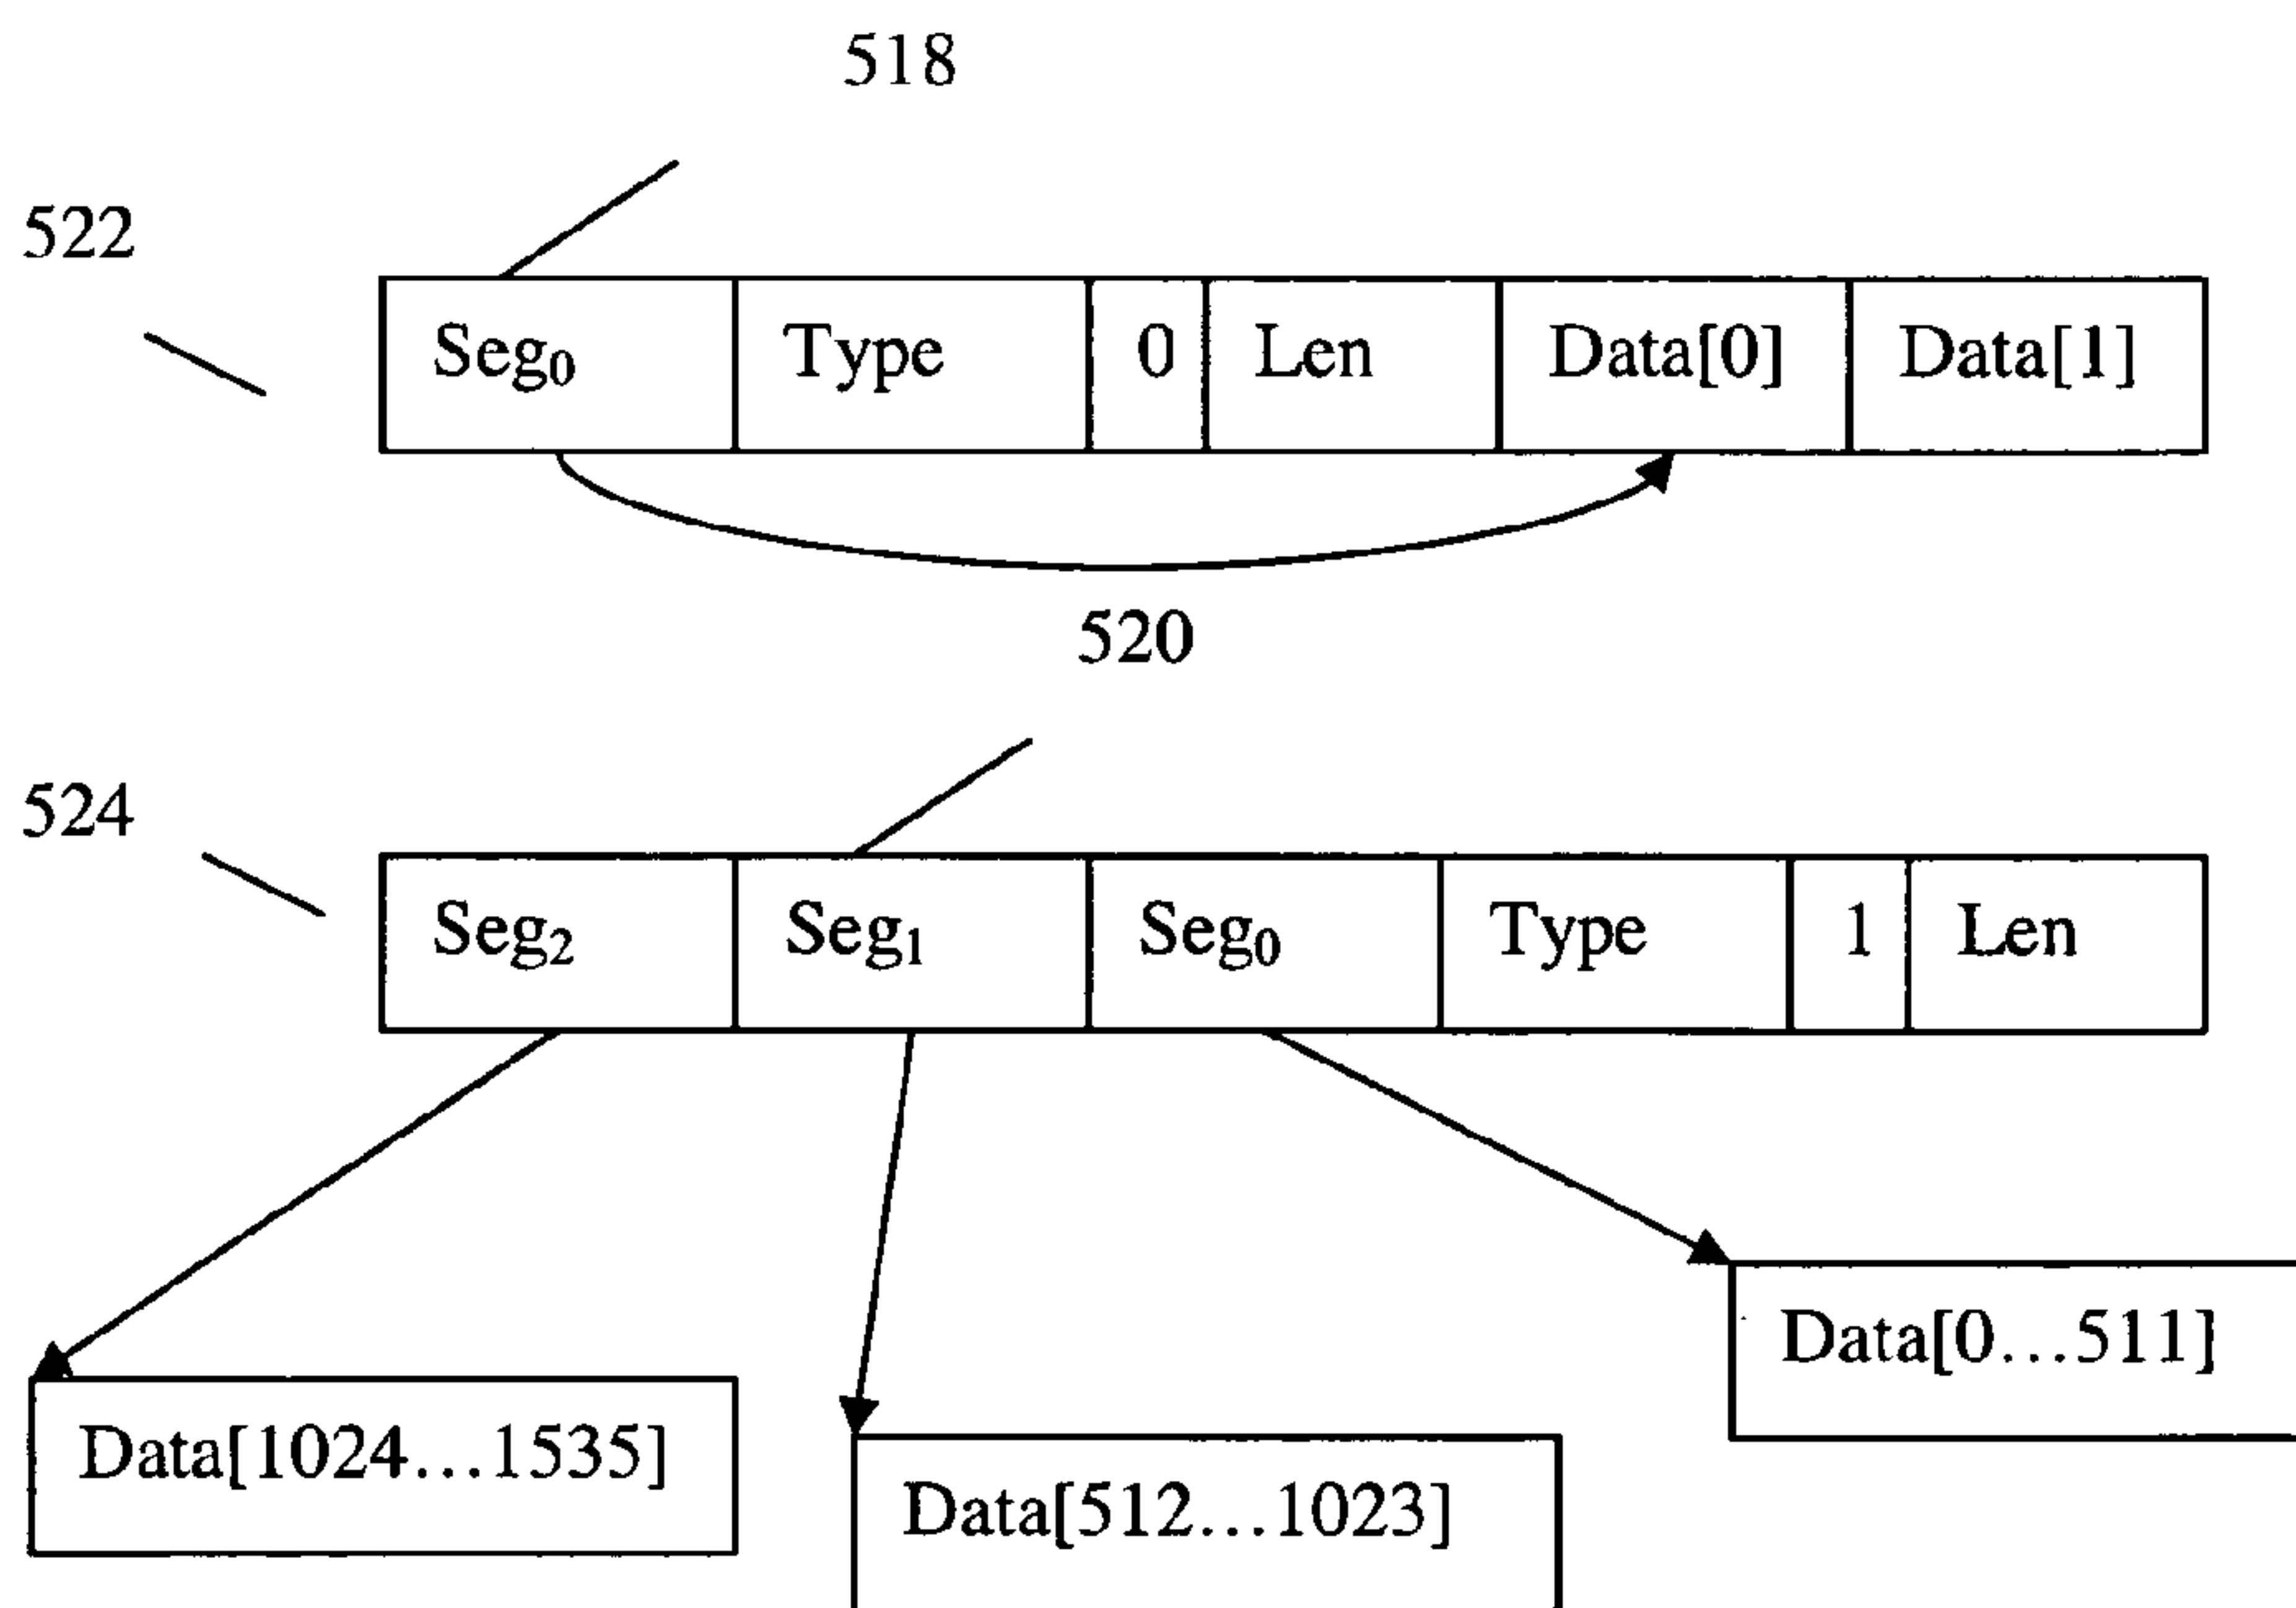 518
522
Seg₀ Type 0 Len Data[0] Data[1]
520
524
Seg₂ Seg₁ Seg₀ Type 1 Len
Data[0...511]
Data[1024...1535]
Data[512...1023]